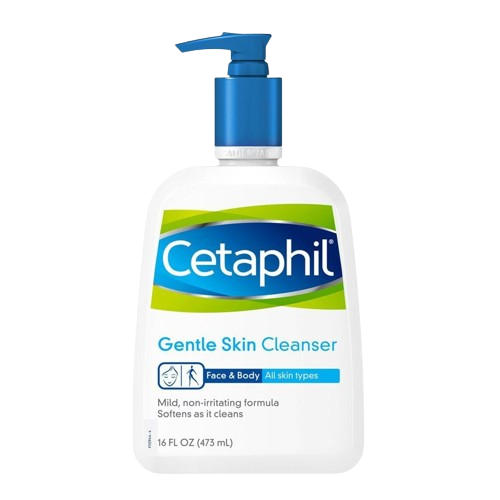 Cetaphil®
Gentle Skin Cleanser
Face & Body All skin types
Mild, non-irritating formula
Softens as it cleans
16 FL OZ (473 mL)